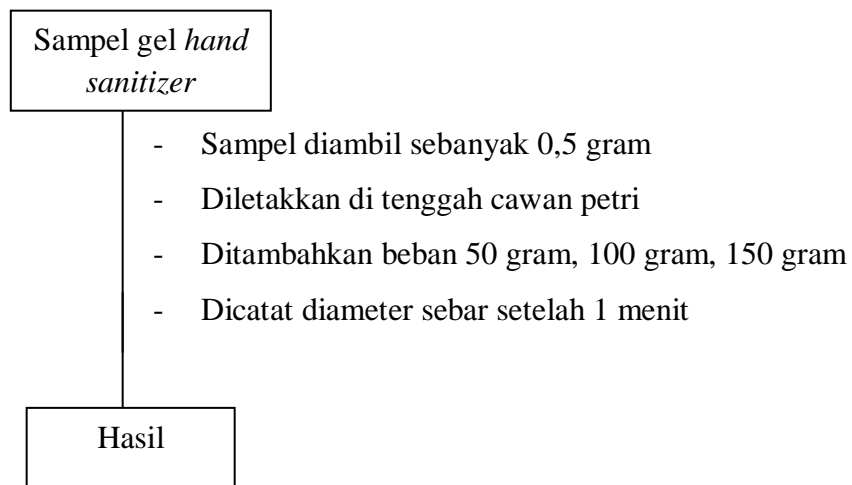 Sampel gel hand
sanitizer
- Sampel diambil sebanyak 0,5 gram
- Diletakkan di tenggah cawan petri
- Ditambahkan beban 50 gram, 100 gram, 150 gram
- Dicatat diameter sebar setelah 1 menit
Hasil